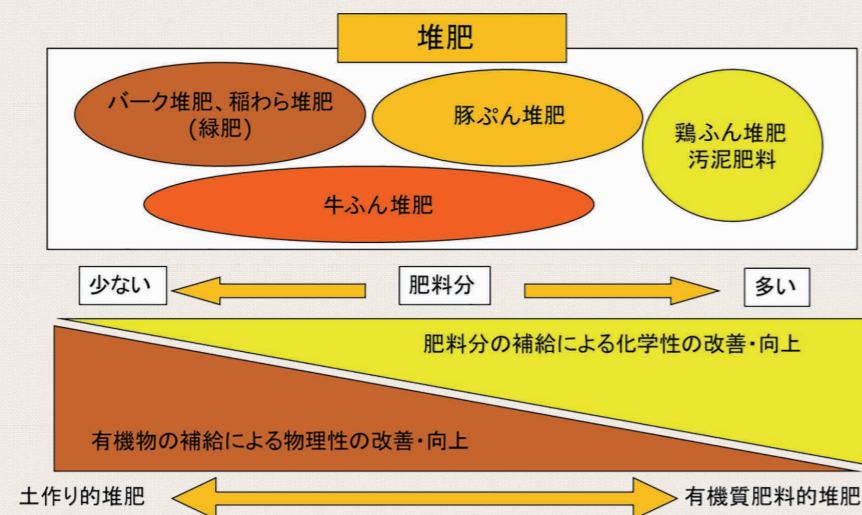 堆肥
バーク堆肥、稲わら堆肥
(緑肥)
豚ぷん堆肥
鶏ふん堆肥
汚泥肥料
牛ふん堆肥
少ない
肥料分
多い
肥料分の補給による化学性の改善・向上
有機物の補給による物理性の改善・向上
土作り的堆肥
有機質肥料的堆肥